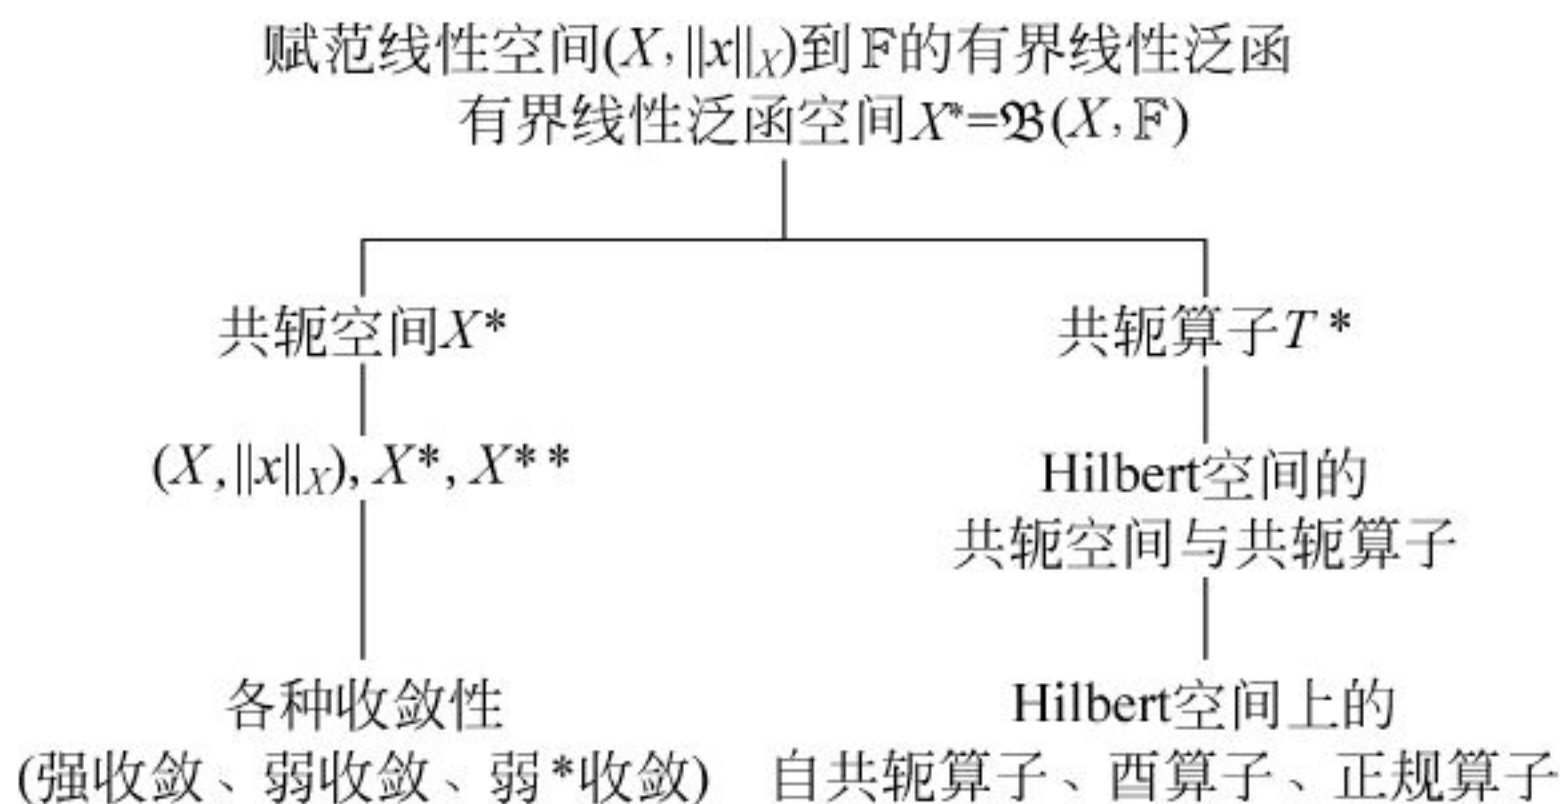 赋范线性空间(X,||x||_X)到𝔽的有界线性泛函
有界线性泛函空间X*=𝔅(X,𝔽)
共轭空间X*
共轭算子T*
(X,||x||_X), X*, X**
Hilbert空间的
共轭空间与共轭算子
各种收敛性
(强收敛、弱收敛、弱*收敛)
Hilbert空间上的
自共轭算子、酉算子、正规算子